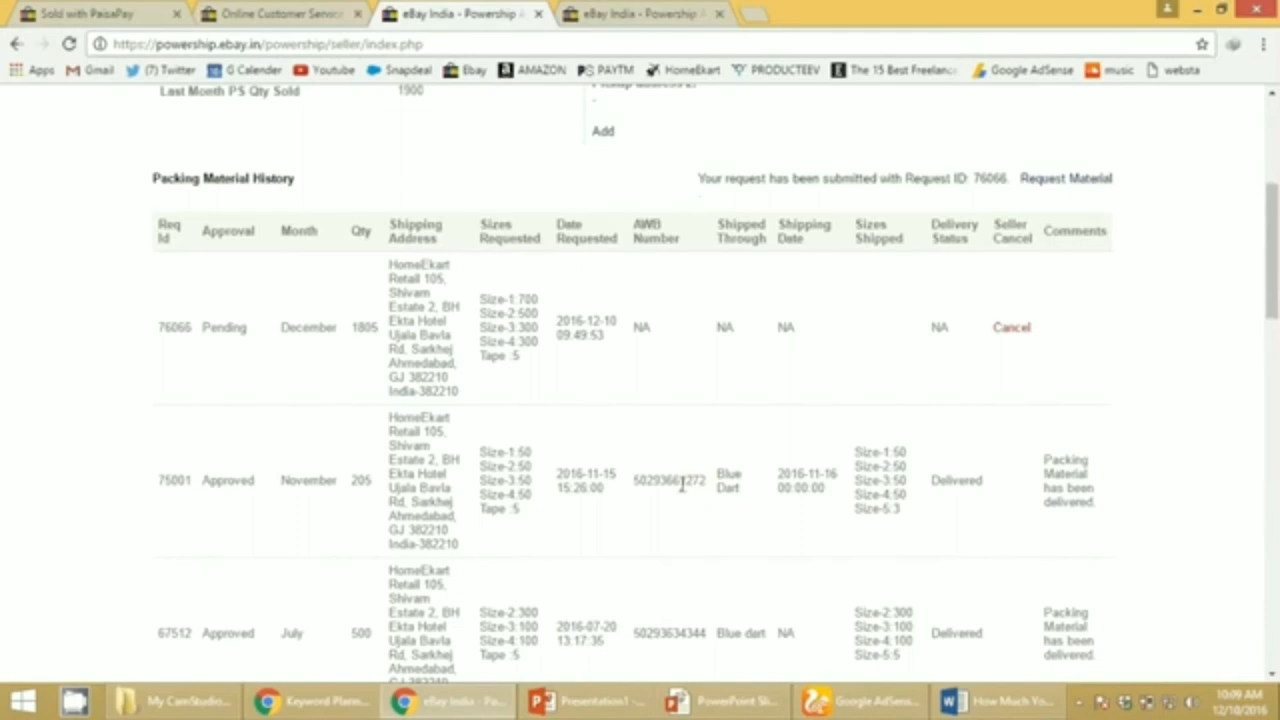 Sold with PaisaPay
Online Customer Service
eBay India - Powership
eBay India - Powership
https://powership.ebay.in/powership/seller/index.php
Apps
Gmail
(7) Twitter
G Calender
Youtube
Snapdeal
Ebay
AMAZON
PAYTM
HomeEkart
PRODUCTEEV
The 15 Best Freelanc
Google AdSense
music
websta
Last Month PS Qty Sold 1900
Add
Packing Material History
Your request has been submitted with Request ID: 76066. Request Material
Req Id
Approval
Month
Qty
Shipping Address
Sizes Requested
Date Requested
AWB Number
Shipped Through
Shipping Date
Sizes Shipped
Delivery Status
Seller Cancel
Comments
76066
Pending
December
1805
HomeEkart
Retail 105,
Shivam
Estate 2, BH
Ekta Hotel
Ujala Bavla
Rd, Sarkhej
Ahmedabad,
GJ 382210
India-382210
Size-1:700
Size-2:500
Size-3:300
Size-4:300
Tape :5
2016-12-10
09:49:53
NA
NA
NA
NA
Cancel
75001
Approved
November
205
HomeEkart
Retail 105,
Shivam
Estate 2, BH
Ekta Hotel
Ujala Bavla
Rd, Sarkhej
Ahmedabad,
GJ 382210
India-382210
Size-1:50
Size-2:50
Size-3:50
Size-4:50
Tape :5
2016-11-15
15:26:00
Blue
Dart
2016-11-16
00:00:00
Size-1:50
Size-2:50
Size-3:50
Size-4:50
Size-5:3
Delivered
Packing
Material
has been
delivered.
67512
Approved
July
500
HomeEkart
Retail 105,
Shivam
Estate 2, BH
Ekta Hotel
Ujala Bavla
Rd, Sarkhej
Ahmedabad,
Size-2:300
Size-3:100
Size-4:100
Tape :5
2016-07-20
13:17:35
50293634344
Blue dart
NA
Size-2:300
Size-3:100
Size-4:100
Size-5:5
Delivered
Packing
Material
has been
delivered.
My CamStudio...
Keyword Plann...
eBay India - Po...
Presentation1 -...
PowerPoint Sli...
Google AdSens...
How Much Yo...
10:09 AM
12/10/2016